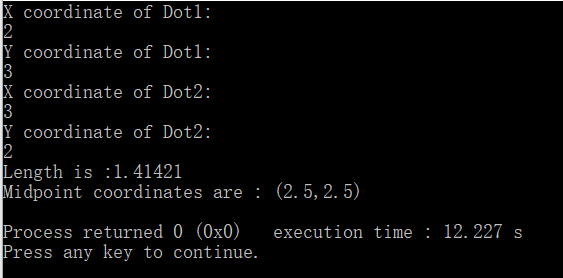 X coordinate of Dot1:
2
Y coordinate of Dot1:
3
X coordinate of Dot2:
3
Y coordinate of Dot2:
2
Length is :1.41421
Midpoint coordinates are : (2.5,2.5)
Process returned 0 (0x0)   execution time : 12.227 s
Press any key to continue.